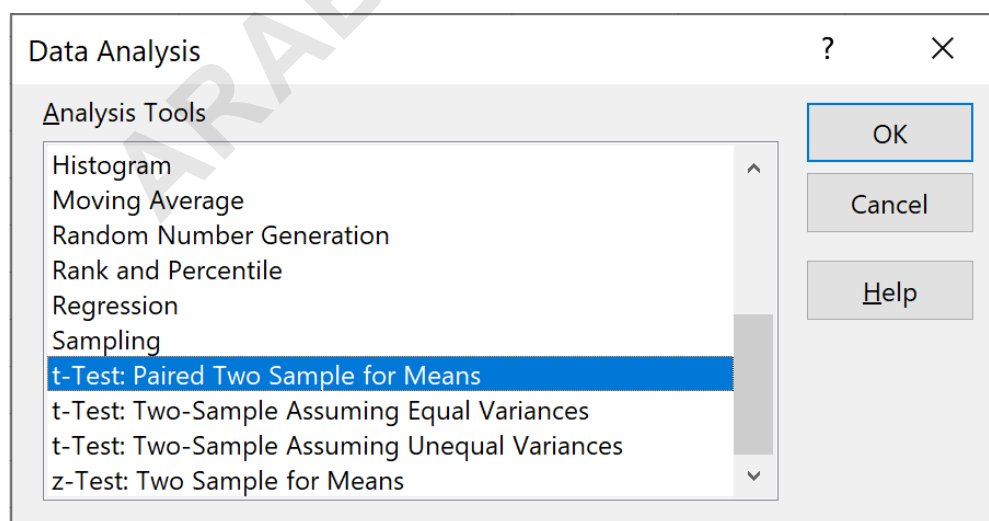 Data Analysis
?
Analysis Tools
Histogram
Moving Average
Random Number Generation
Rank and Percentile
Regression
Sampling
t-Test: Paired Two Sample for Means
t-Test: Two-Sample Assuming Equal Variances
t-Test: Two-Sample Assuming Unequal Variances
z-Test: Two Sample for Means
OK
Cancel
Help